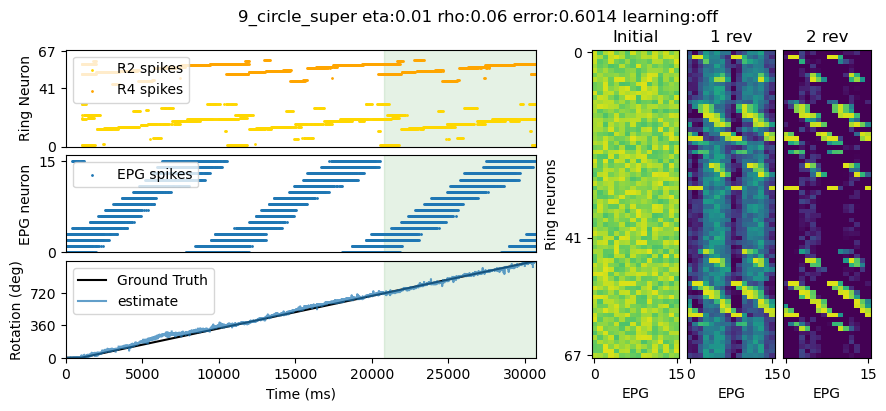 9_circle_super eta:0.01 rho:0.06 error:0.6014 learning:off
Initial
1 rev
2 rev
Ring Neuron
67
41
0
R2 spikes
R4 spikes
EPG neuron
15
0
EPG spikes
Rotation (deg)
720
360
0
Ground Truth
estimate
0
5000
10000
15000
20000
25000
30000
Time (ms)
Ring neurons
0
41
67
0
15
0
15
0
15
EPG
EPG
EPG